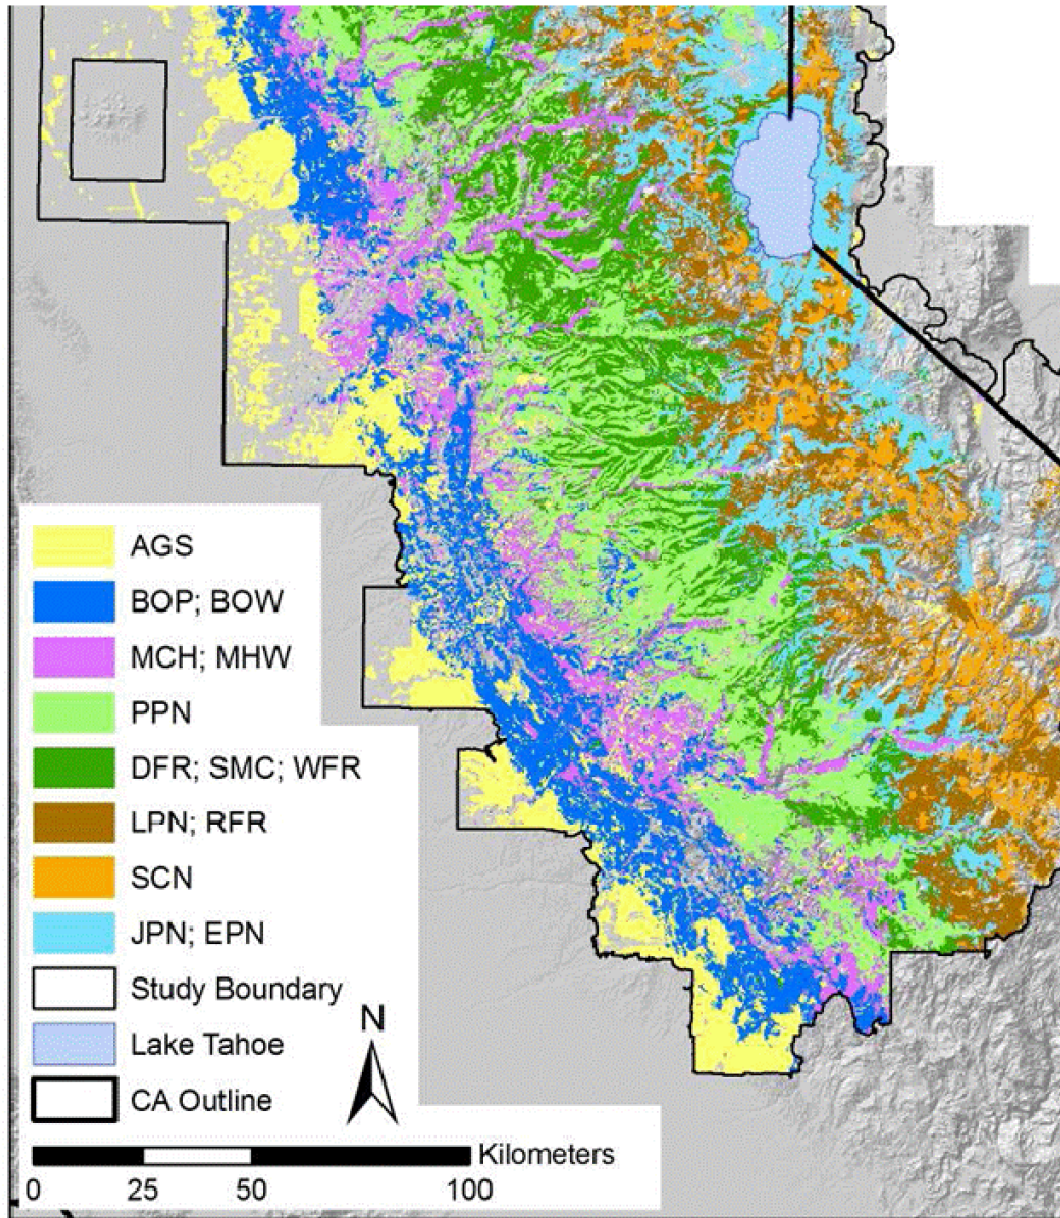 AGS
BOP; BOW
MCH; MHW
PPN
DFR; SMC; WFR
LPN; RFR
SCN
JPN; EPN
Study Boundary
Lake Tahoe
CA Outline
N
Kilometers
0 25 50 100